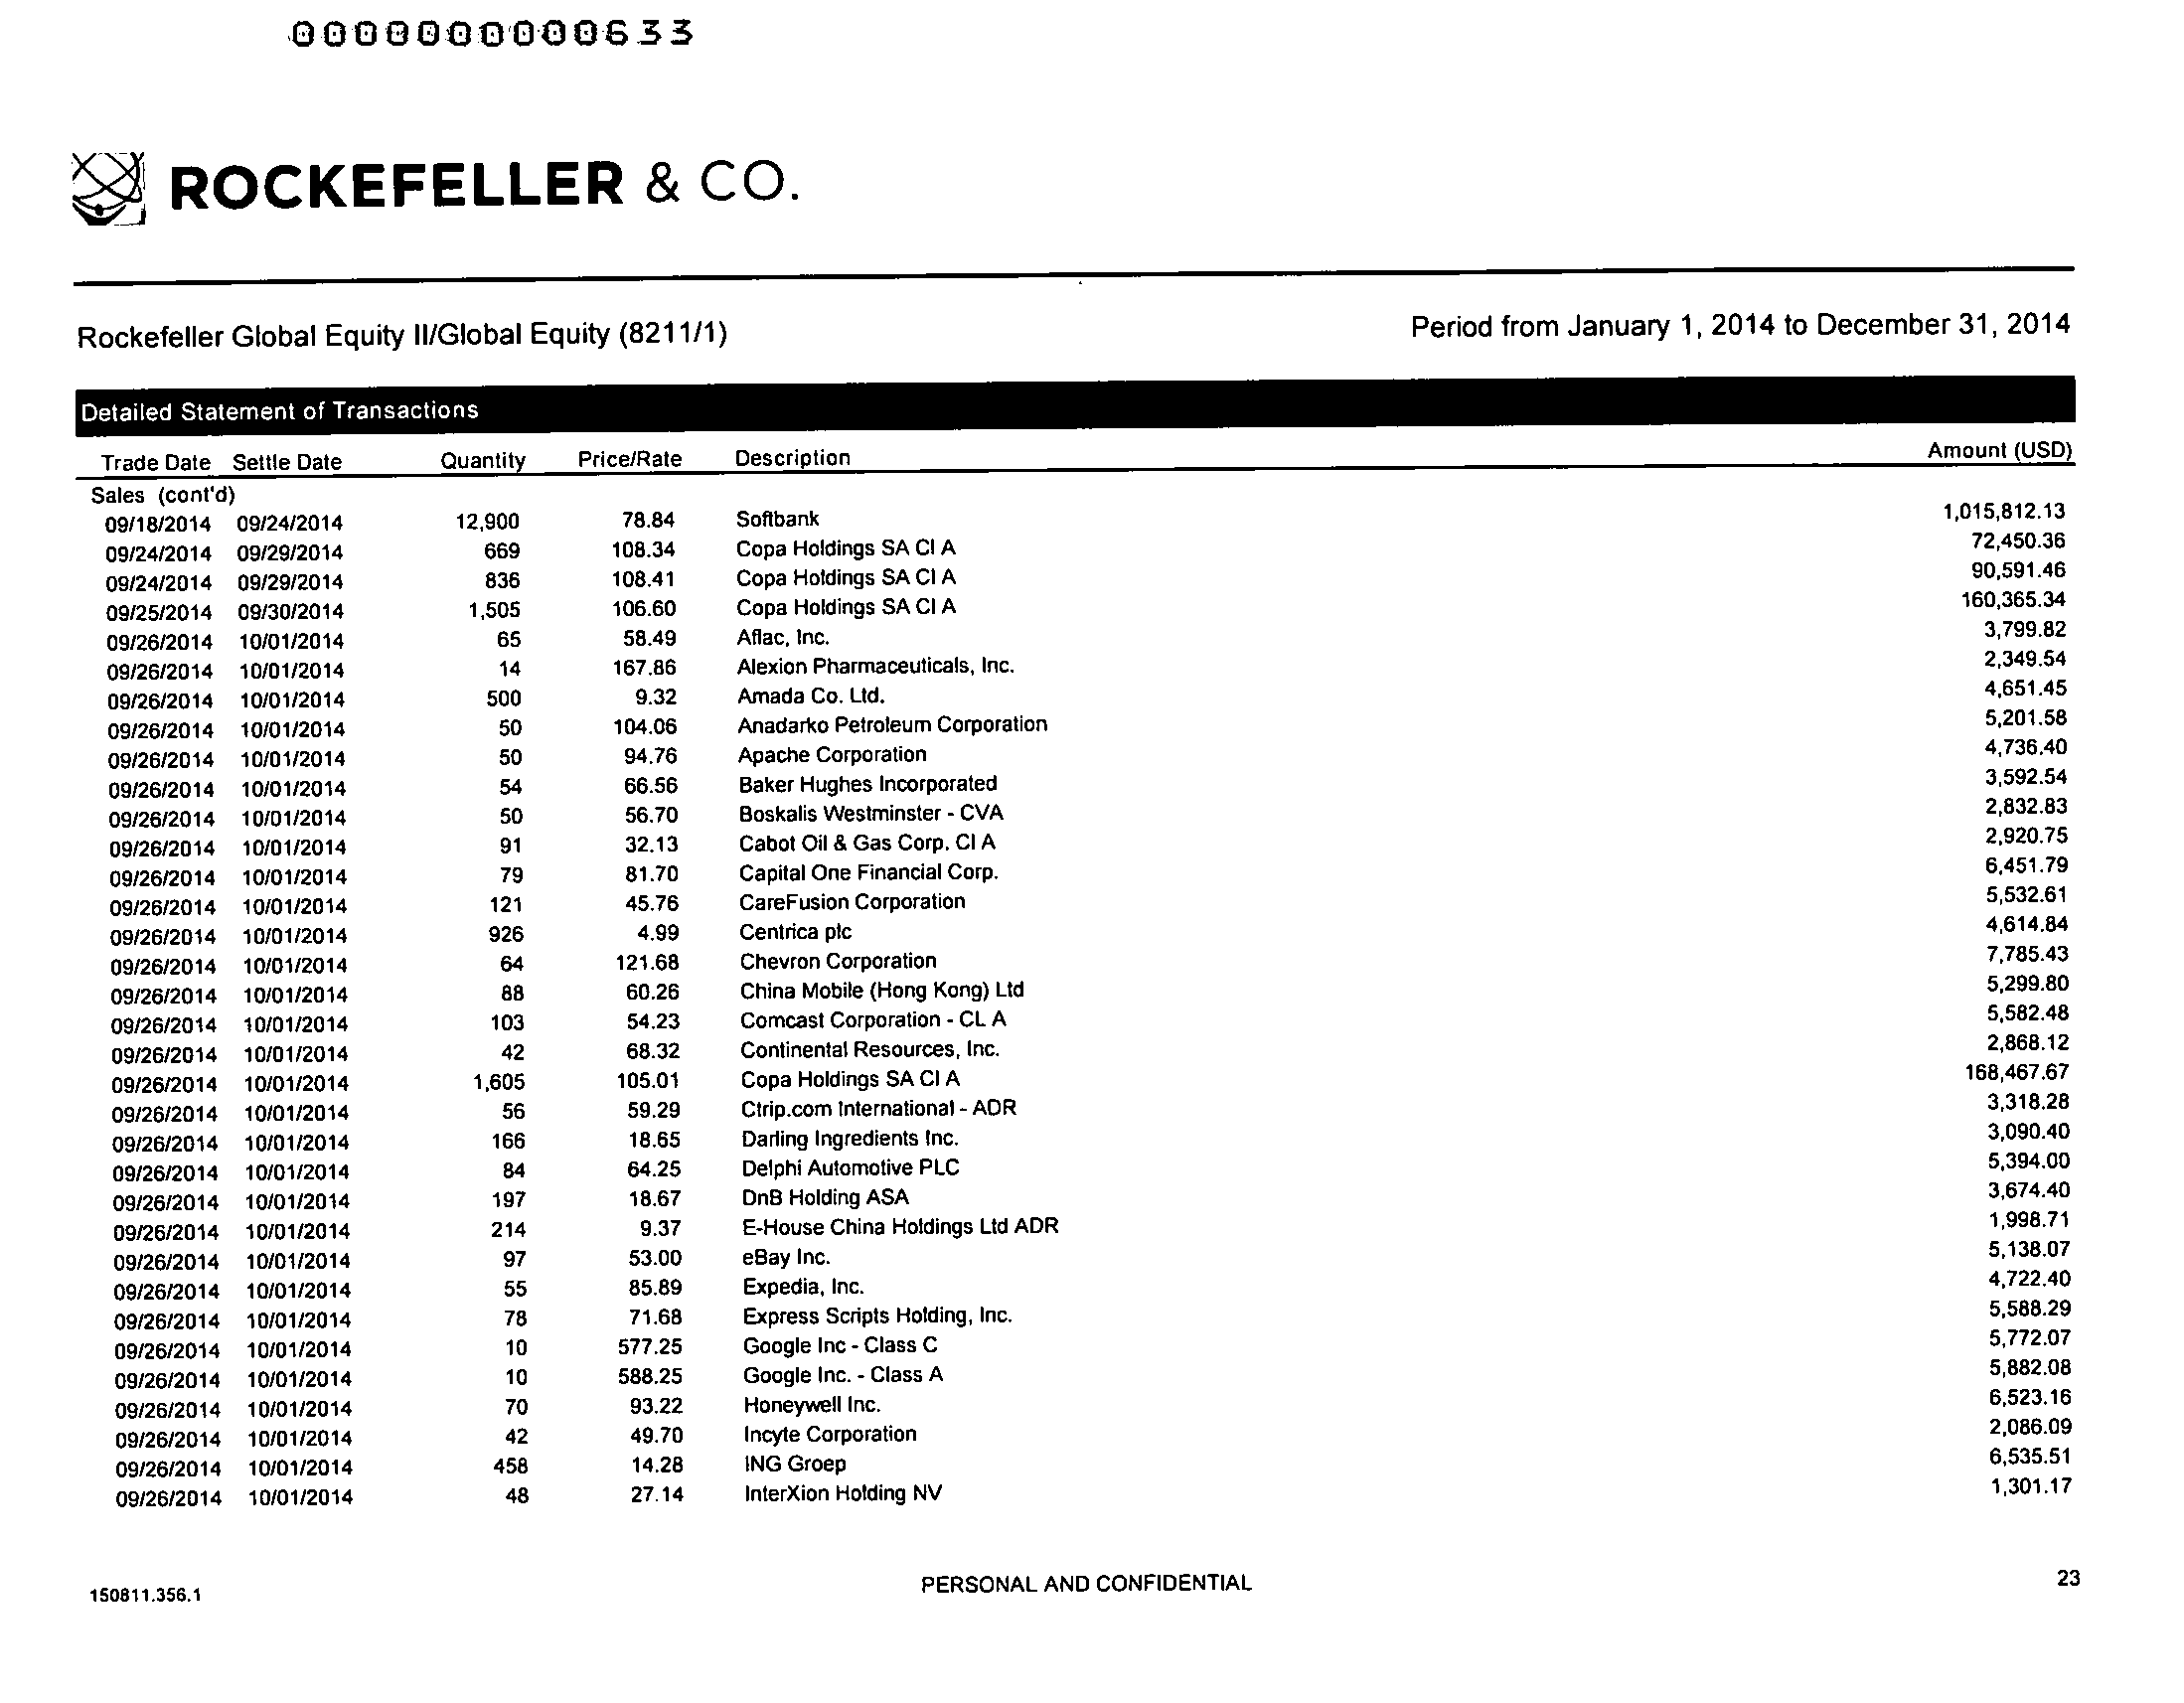 0000000000633
ROCKEFELLER & CO.
Rockefeller Global Equity II/Global Equity (8211/1) Period from January 1, 2014 to December 31, 2014
Detailed Statement of Transactions
Trade Date Settle Date Quantity Price/Rate Description Amount (USD)
Sales (cont'd)
09/18/2014 09/24/2014 12,900 78.84 Softbank 1,015,812.13
09/24/2014 09/29/2014 669 108.34 Copa Holdings SA Cl A 72,450.36
09/24/2014 09/29/2014 836 108.41 Copa Holdings SA Cl A 90,591.46
09/25/2014 09/30/2014 1,505 106.60 Copa Holdings SA Cl A 160,365.34
09/26/2014 10/01/2014 65 58.49 Aflac, Inc. 3,799.82
09/26/2014 10/01/2014 14 167.86 Alexion Pharmaceuticals, Inc. 2,349.54
09/26/2014 10/01/2014 500 9.32 Amada Co. Ltd. 4,651.45
09/26/2014 10/01/2014 50 104.06 Anadarko Petroleum Corporation 5,201.58
09/26/2014 10/01/2014 50 94.76 Apache Corporation 4,736.40
09/26/2014 10/01/2014 54 66.56 Baker Hughes Incorporated 3,592.54
09/26/2014 10/01/2014 50 56.70 Boskalis Westminster - CVA 2,832.83
09/26/2014 10/01/2014 91 32.13 Cabot Oil & Gas Corp. Cl A 2,920.75
09/26/2014 10/01/2014 79 81.70 Capital One Financial Corp. 6,451.79
09/26/2014 10/01/2014 121 45.76 CareFusion Corporation 5,532.61
09/26/2014 10/01/2014 926 4.99 Centrica plc 4,614.84
09/26/2014 10/01/2014 64 121.68 Chevron Corporation 7,785.43
09/26/2014 10/01/2014 88 60.26 China Mobile (Hong Kong) Ltd 5,299.80
09/26/2014 10/01/2014 103 54.23 Comcast Corporation - CL A 5,582.48
09/26/2014 10/01/2014 42 68.32 Continental Resources, Inc. 2,868.12
09/26/2014 10/01/2014 1,605 105.01 Copa Holdings SA Cl A 168,467.67
09/26/2014 10/01/2014 56 59.29 Ctrip.com International - ADR 3,318.28
09/26/2014 10/01/2014 166 18.65 Darling Ingredients Inc. 3,090.40
09/26/2014 10/01/2014 84 64.25 Delphi Automotive PLC 5,394.00
09/26/2014 10/01/2014 197 18.67 DnB Holding ASA 3,674.40
09/26/2014 10/01/2014 214 9.37 E-House China Holdings Ltd ADR 1,998.71
09/26/2014 10/01/2014 97 53.00 eBay Inc. 5,138.07
09/26/2014 10/01/2014 55 85.89 Expedia, Inc. 4,722.40
09/26/2014 10/01/2014 78 71.68 Express Scripts Holding, Inc. 5,588.29
09/26/2014 10/01/2014 10 577.25 Google Inc - Class C 5,772.07
09/26/2014 10/01/2014 10 588.25 Google Inc. - Class A 5,882.08
09/26/2014 10/01/2014 70 93.22 Honeywell Inc. 6,523.16
09/26/2014 10/01/2014 42 49.70 Incyte Corporation 2,086.09
09/26/2014 10/01/2014 458 14.28 ING Groep 6,535.51
09/26/2014 10/01/2014 48 27.14 InterXion Holding NV 1,301.17
150811.356.1 PERSONAL AND CONFIDENTIAL 23